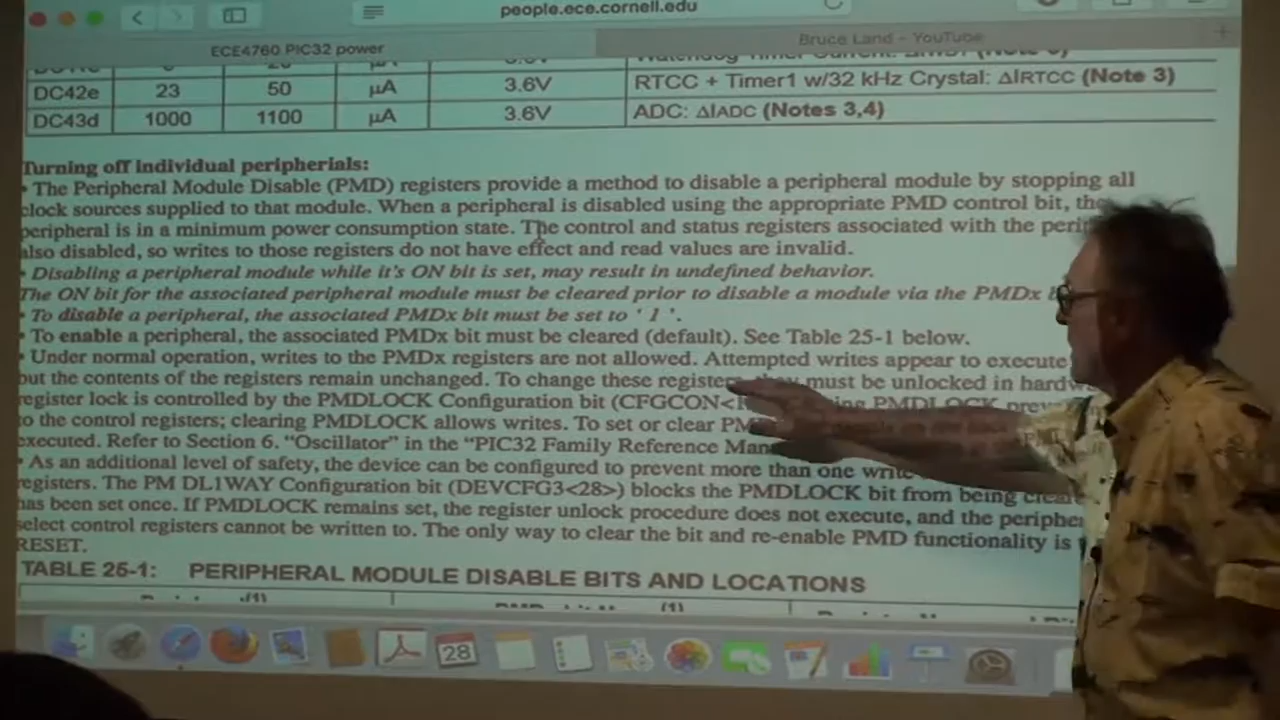 people.ece.cornell.edu
ECE4760 PIC32 power
Bruce Land – YouTube
DC42e 23 50 µA 3.6V RTCC + Timer1 w/32 kHz Crystal: ΔIRTCC (Note 3)
DC43d 1000 1100 µA 3.6V ADC: ΔIADC (Notes 3,4)
Turning off individual peripherials:
• The Peripheral Module Disable (PMD) registers provide a method to disable a peripheral module by stopping all
clock sources supplied to that module. When a peripheral is disabled using the appropriate PMD control bit, the
peripheral is in a minimum power consumption state. The control and status registers associated with the
also disabled, so writes to those registers do not have effect and read values are invalid.
• Disabling a peripheral module while it's ON bit is set, may result in undefined behavior.
The ON bit for the associated peripheral module must be cleared prior to disable a module via the PMDx
• To disable a peripheral, the associated PMDx bit must be set to ' 1 '.
• To enable a peripheral, the associated PMDx bit must be cleared (default). See Table 25-1 below.
• Under normal operation, writes to the PMDx registers are not allowed. Attempted writes appear to execute
but the contents of the registers remain unchanged. To change these registers they must be unlocked in
register lock is controlled by the PMDLOCK Configuration bit (CFGCON< PMDLOCK
to the control registers; clearing PMDLOCK allows writes. To set or clear
executed. Refer to Section 6. "Oscillator" in the "PIC32 Family Reference
• As an additional level of safety, the device can be configured to prevent more than one
registers. The PM DL1WAY Configuration bit (DEVCFG3<28>) blocks the PMDLOCK bit from being
has been set once. If PMDLOCK remains set, the register unlock procedure does not execute, and the
select control registers cannot be written to. The only way to clear the bit and re-enable PMD functionality is
RESET.
TABLE 25-1: PERIPHERAL MODULE DISABLE BITS AND LOCATIONS
28